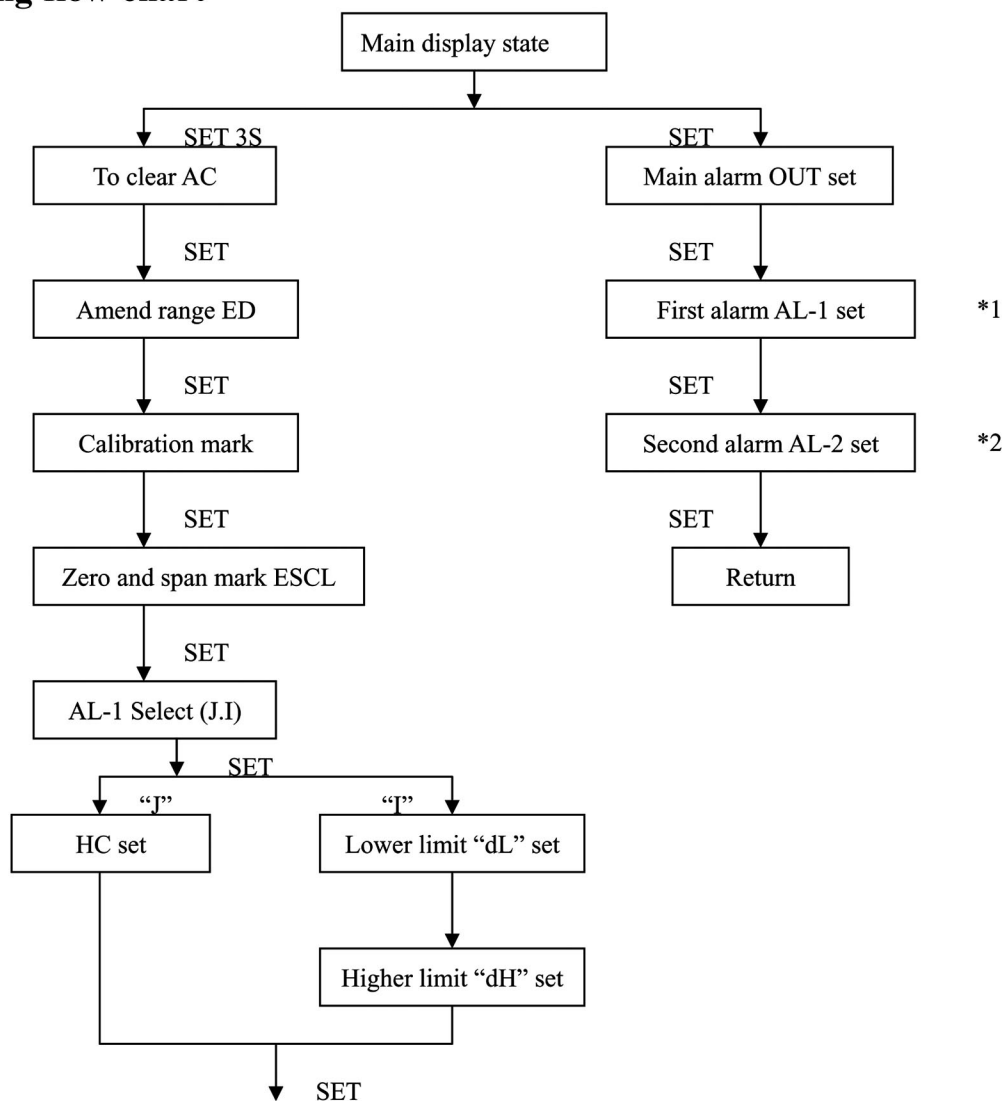 Main display state
SET 3S
SET
To clear AC
Main alarm OUT set
SET
SET
Amend range ED
First alarm AL-1 set
*1
SET
SET
Calibration mark
Second alarm AL-2 set
*2
SET
SET
Zero and span mark ESCL
Return
SET
AL-1 Select (J.I)
SET
“J”
“I”
HC set
Lower limit “dL” set
Higher limit “dH” set
SET